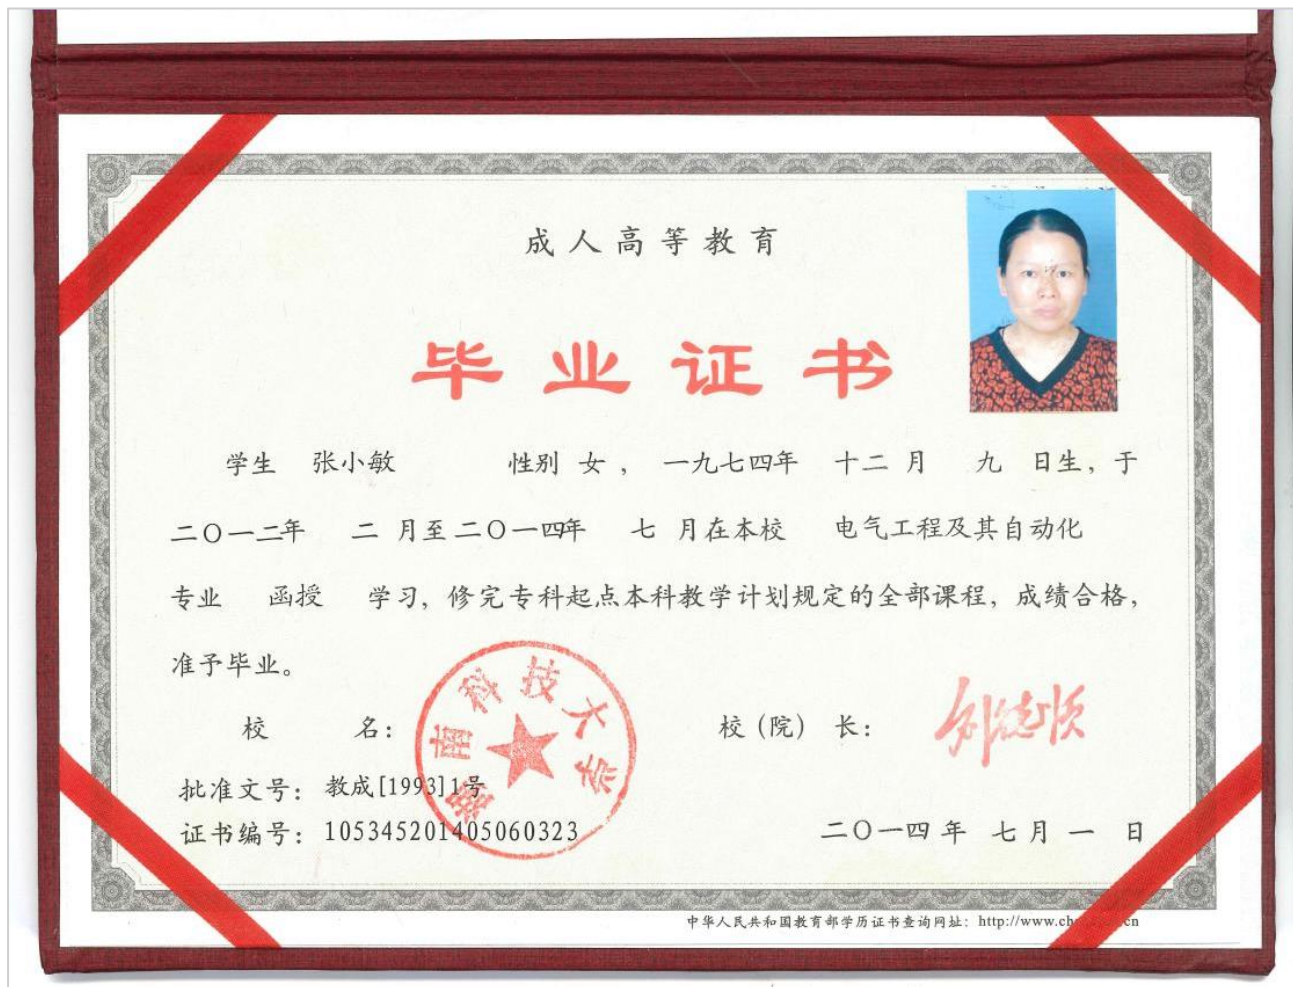 成人高等教育
毕业证书
学生 张小敏 性别 女 ， 一九七四年 十二 月 九 日生，于
二〇一二年 二 月至二〇一四年 七 月在本校 电气工程及其自动化
专业 函授 学习，修完专科起点本科教学计划规定的全部课程，成绩合格，
准予毕业。
校 名：
湖南科技大学
校（院） 长：
批准文号：教成[1993]1号
证书编号：105345201405060323
二〇一四年 七月 一 日
中华人民共和国教育部学历证书查询网址：http://www.ch